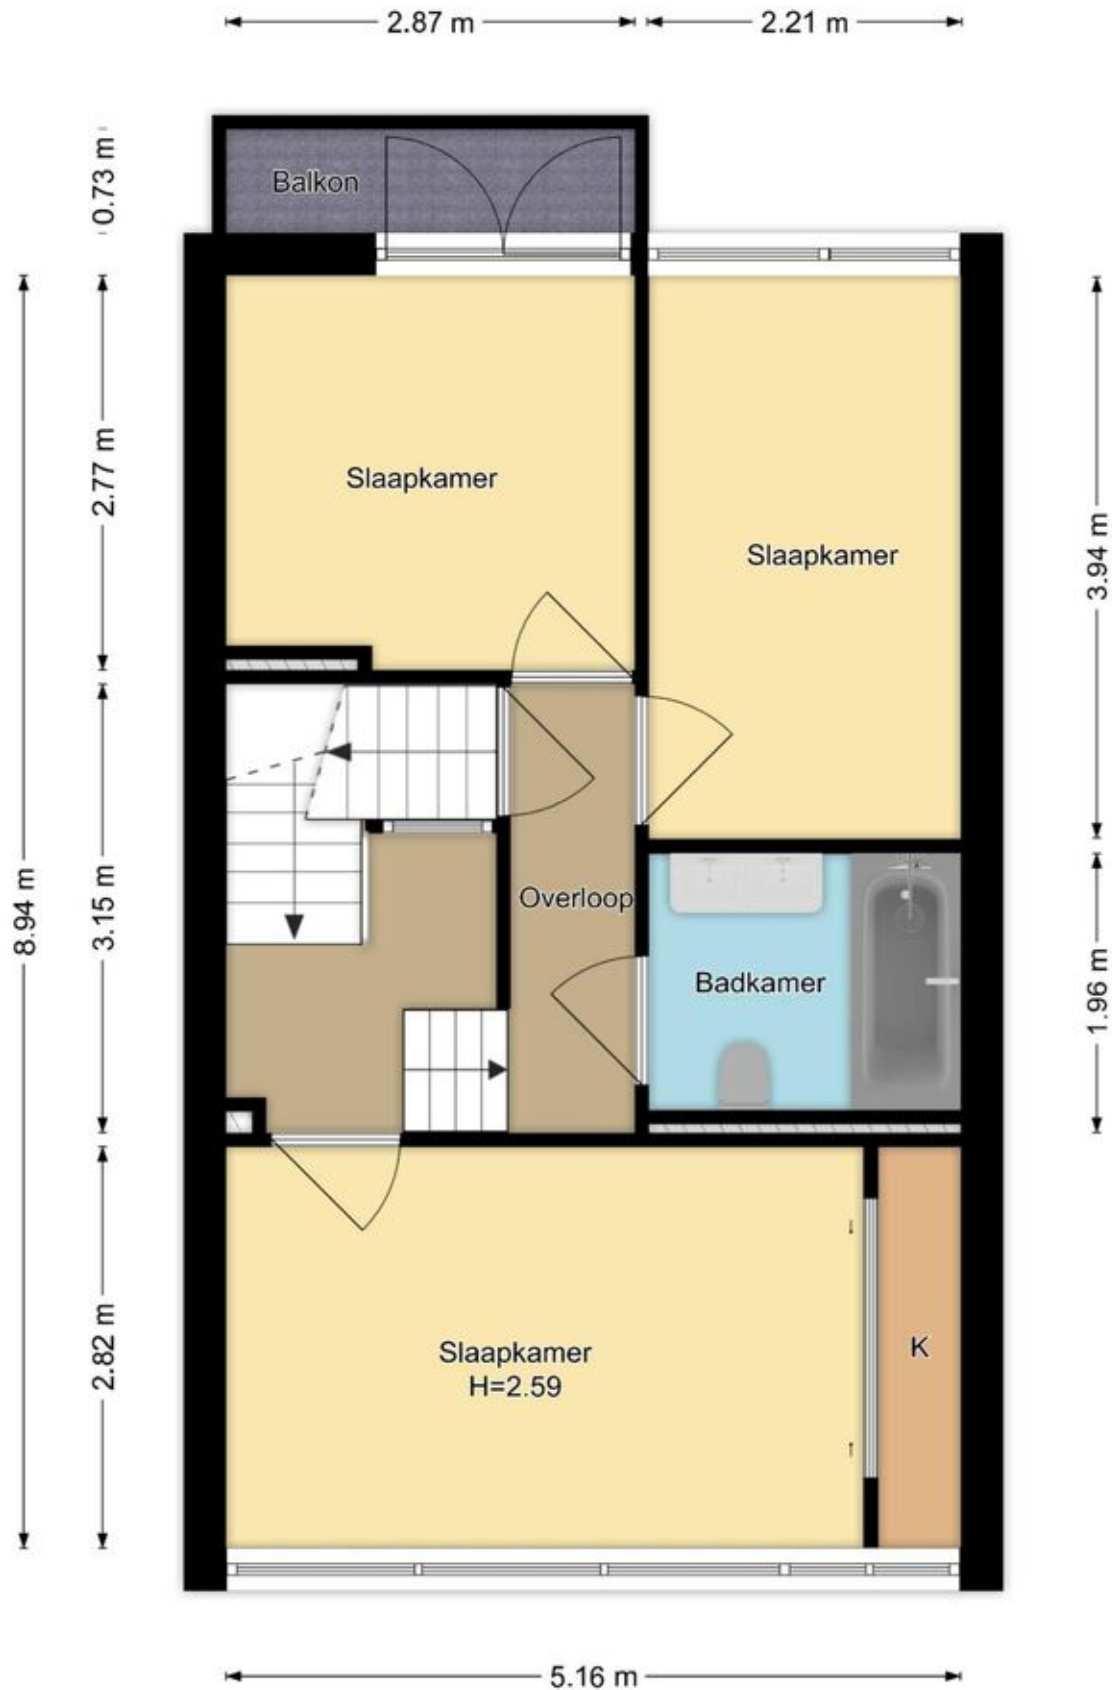 2.87 m
2.21 m
0.73 m
Balkon
2.77 m
Slaapkamer
Slaapkamer
3.94 m
8.94 m
3.15 m
Overloop
Badkamer
1.96 m
2.82 m
Slaapkamer
H=2.59
K
5.16 m